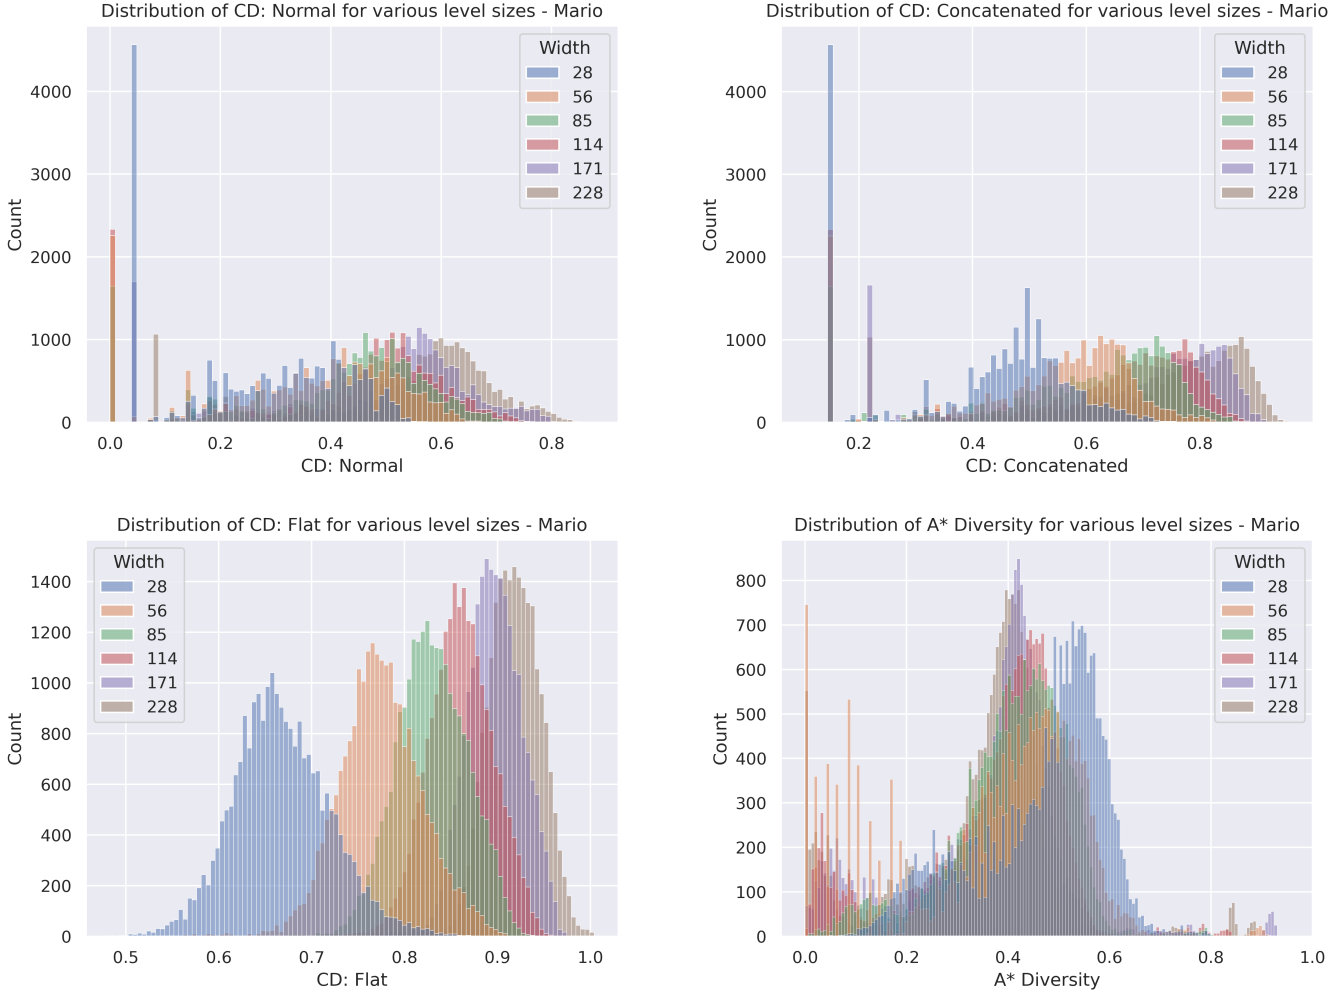 Distribution of CD: Normal for various level sizes - Mario
Count
4000
3000
2000
1000
0
0.0 0.2 0.4 0.6 0.8
CD: Normal
Width
28
56
85
114
171
228
Distribution of CD: Concatenated for various level sizes - Mario
Count
4000
3000
2000
1000
0
0.2 0.4 0.6 0.8
CD: Concatenated
Width
28
56
85
114
171
228
Distribution of CD: Flat for various level sizes - Mario
Count
1400
1200
1000
800
600
400
200
0
0.5 0.6 0.7 0.8 0.9 1.0
CD: Flat
Width
28
56
85
114
171
228
Distribution of A* Diversity for various level sizes - Mario
Count
800
700
600
500
400
300
200
100
0
0.0 0.2 0.4 0.6 0.8 1.0
A* Diversity
Width
28
56
85
114
171
228